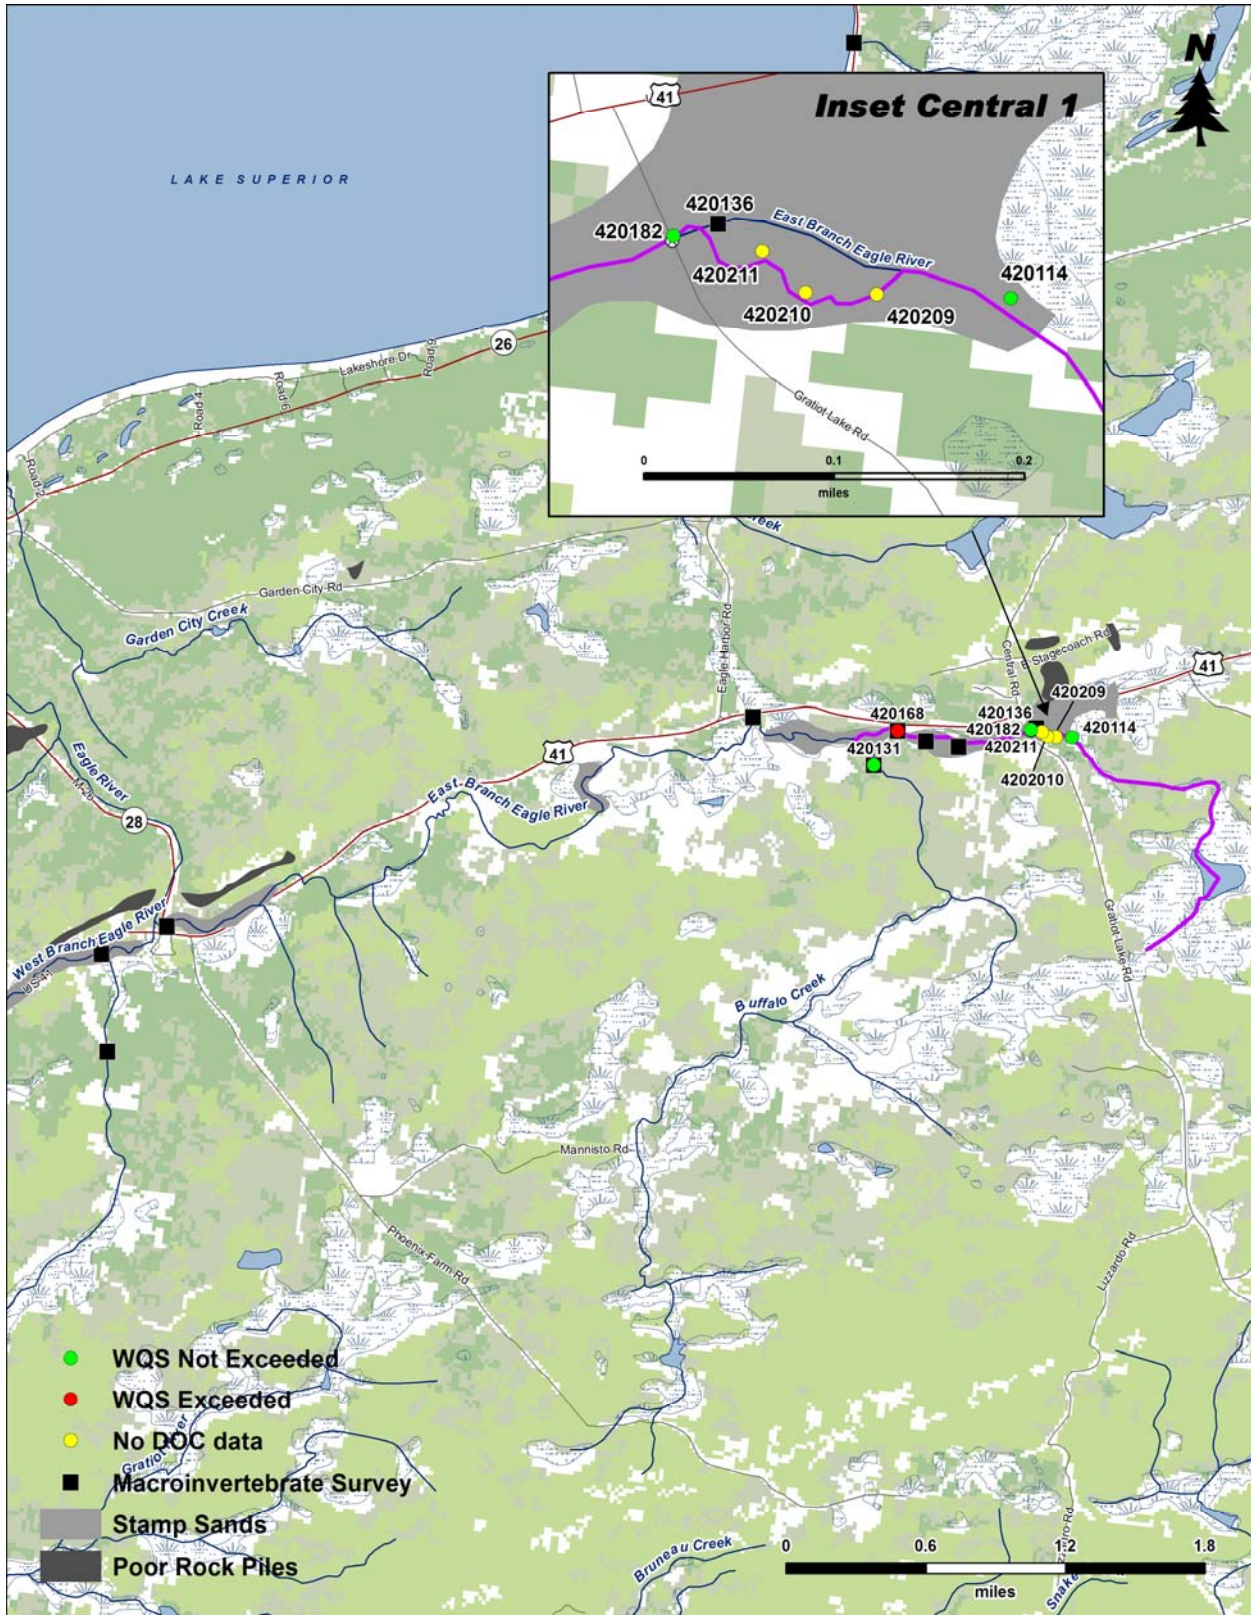 N
41
Inset Central 1
LAKE SUPERIOR
420136
420182
East Branch Eagle River
420211
420114
420210
420209
Gratiot Lake Rd
0 0.1 0.2
miles
26
Lakeshore Dr
Road 9
Road 6
Road 4
Road 2
Creek
Garden City Rd
Garden City Creek
Eagle Harbor Rd
Central Rd
E Stagecoach Rd
41
420209
420168
420136
420182
420114
420131
420211
4202010
41
Eagle River
M-26
East Branch Eagle River
28
West Branch Eagle River
US-41
Gratiot Lake Rd
Buffalo Creek
Mannisto Rd
Phoenix Farm Rd
Lizzardo Rd
WQS Not Exceeded
WQS Exceeded
No DOC data
Gratiot River
Macroinvertebrate Survey
Stamp Sands
Poor Rock Piles
Bruneau Creek
0 0.6 1.2 1.8
miles
Snake